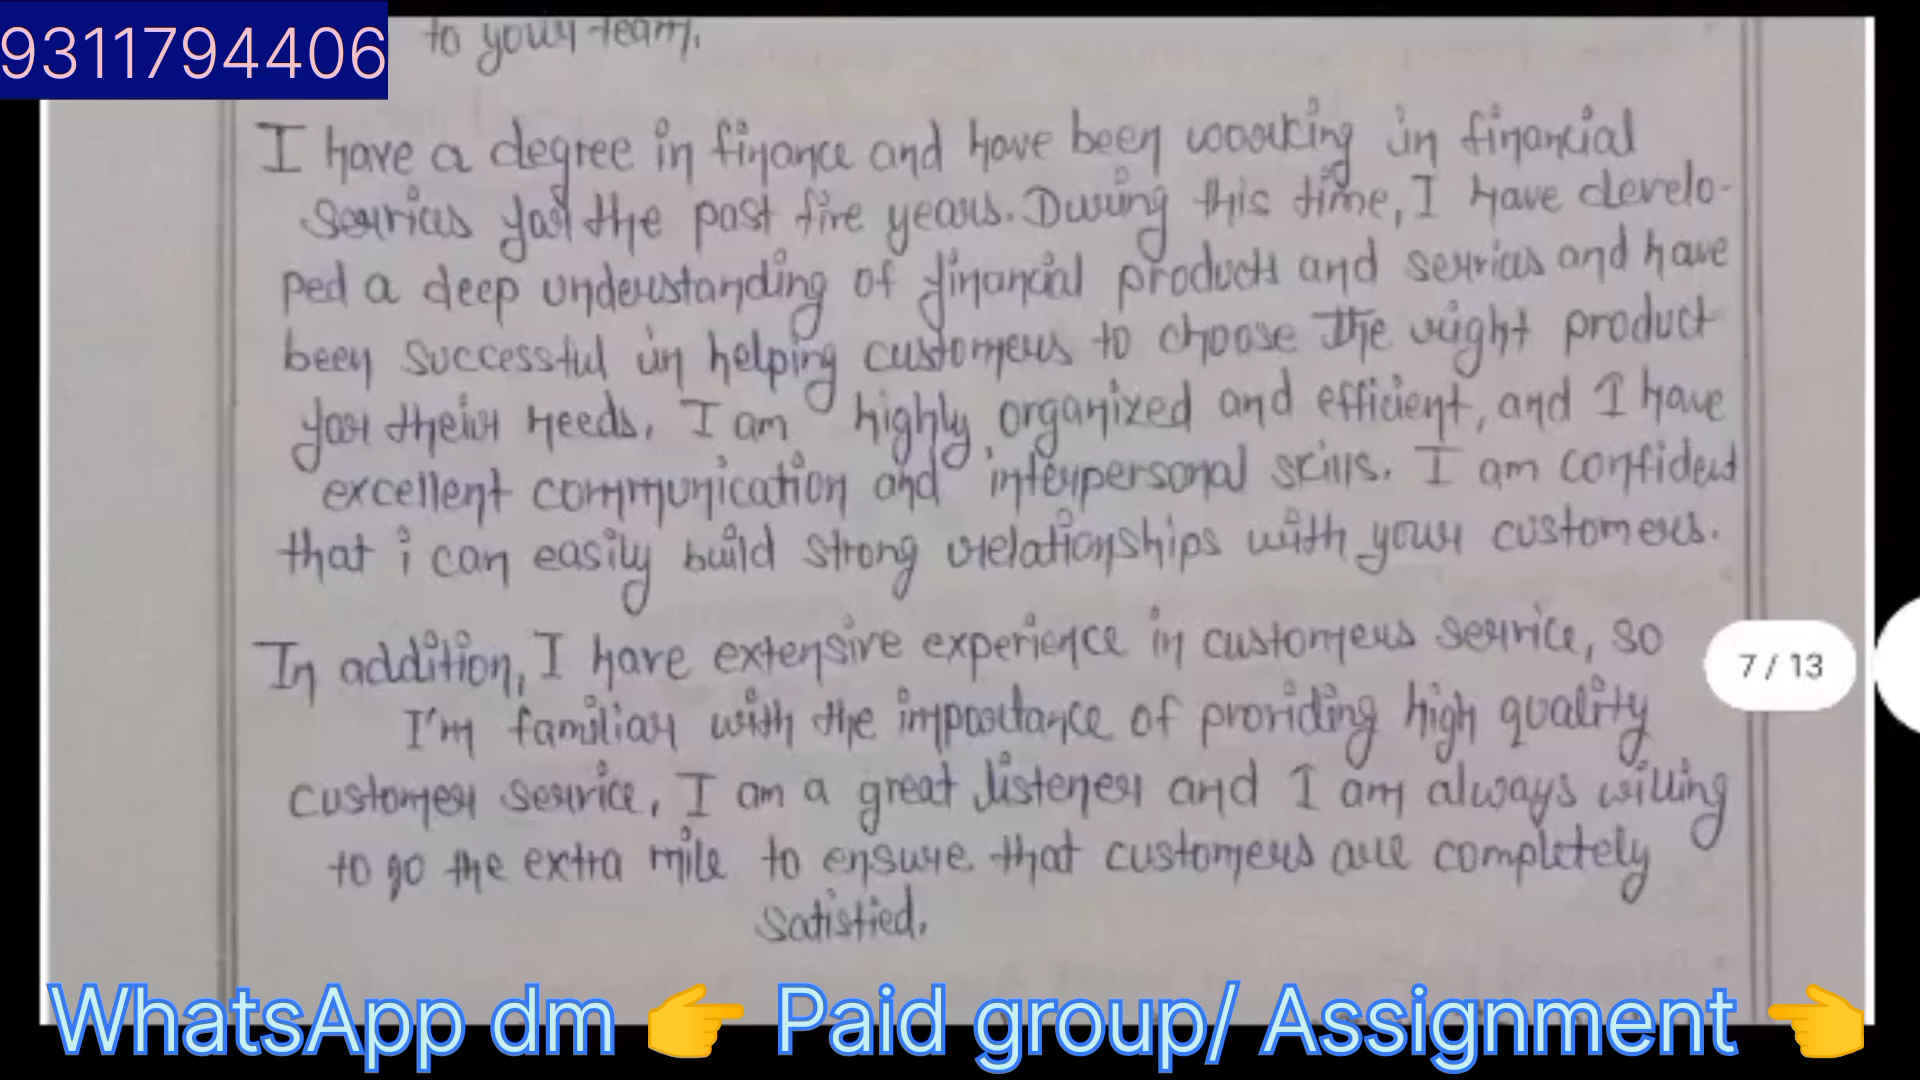 9311794406
to your team.
I have a degree in finance and have been working in financial
services for the past five years. During this time, I have develo-
ped a deep understanding of financial products and services and have
been successful in helping customers to choose the right product
for their needs. I am highly organized and efficient, and I have
excellent communication and interpersonal skills. I am confident
that i can easily build strong relationships with your customers.
In addition, I have extensive experience in customers service, so
I'm familiar with the importance of providing high quality
7 / 13
customer service. I am a great listener and I am always willing
to go the extra mile to ensure that customers are completely
satisfied.
WhatsApp dm 👉 Paid group/ Assignment 👈